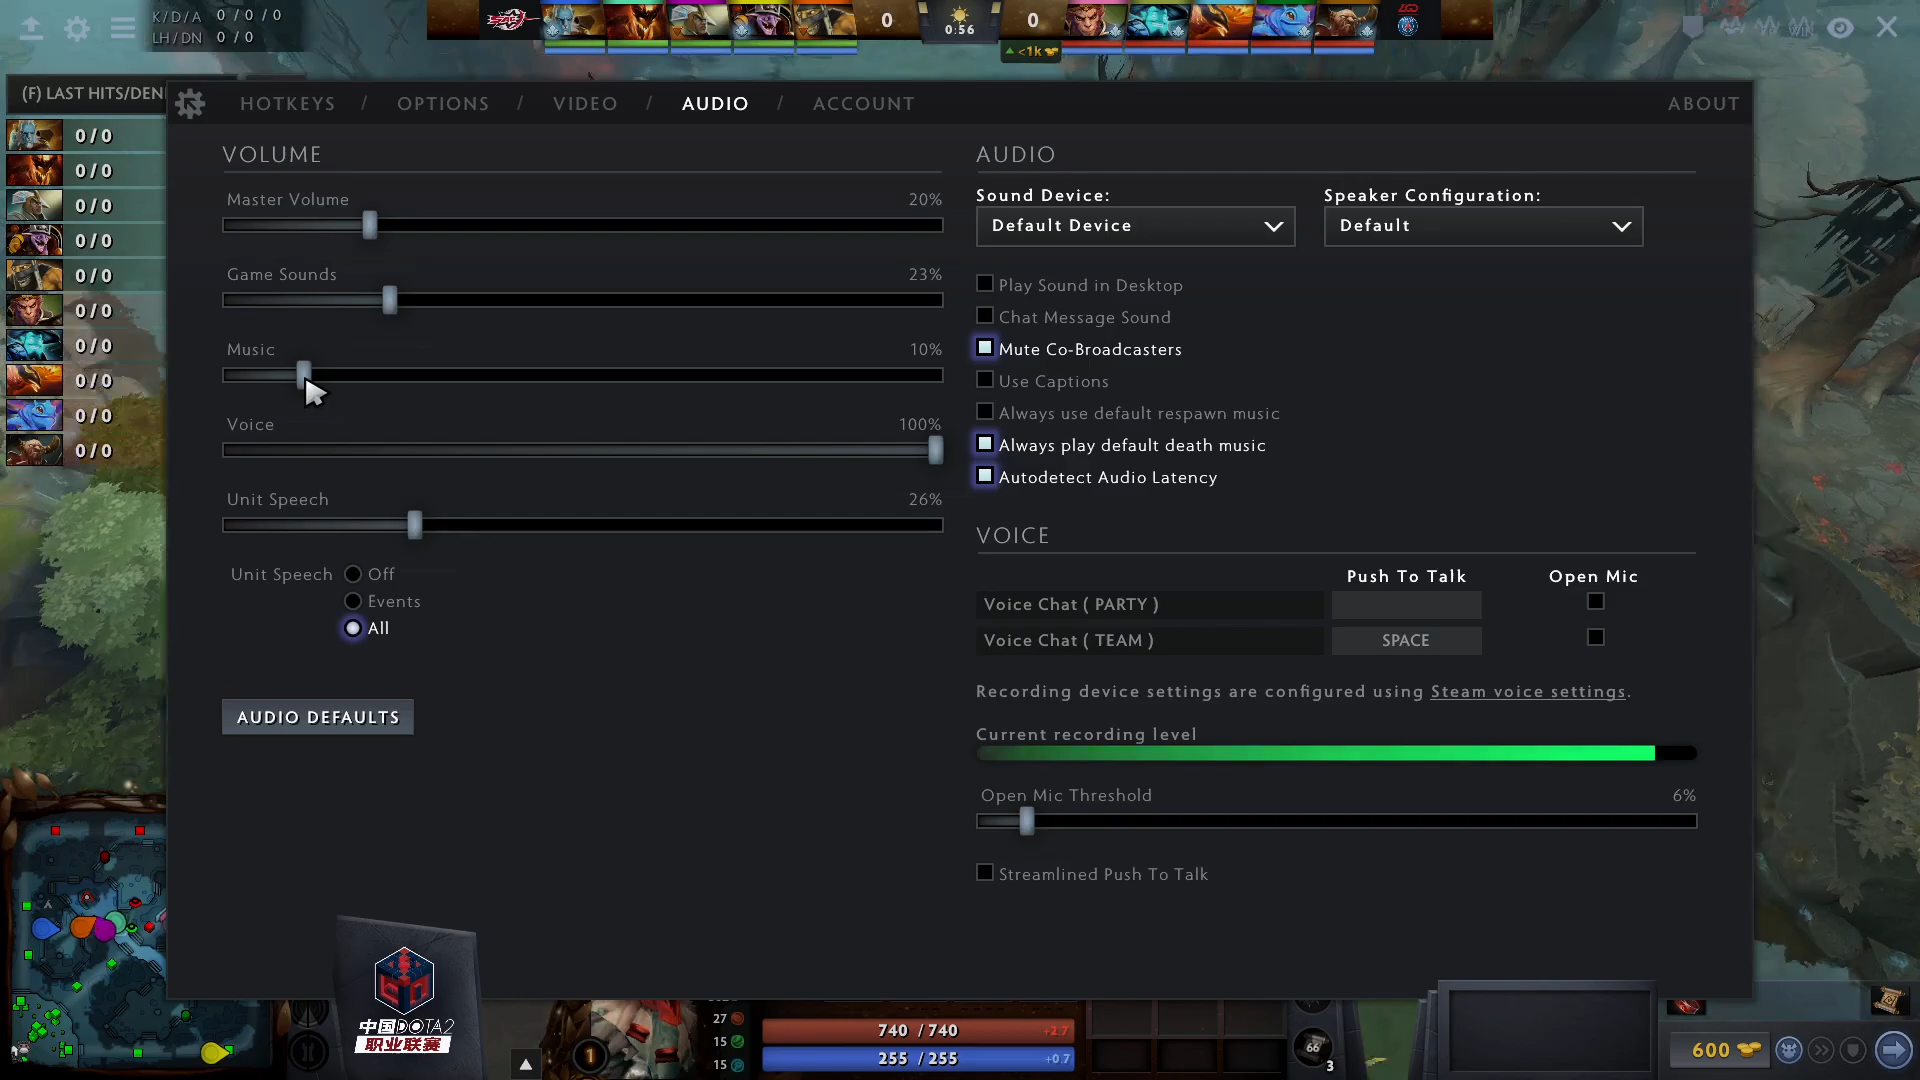 K/D/A 0 / 0 / 0
LH/DN 0 / 0
0
0:56
0
<1k
(F) LAST HITS/DEN
0 / 0
0 / 0
0 / 0
0 / 0
0 / 0
0 / 0
0 / 0
0 / 0
0 / 0
0 / 0
HOTKEYS / OPTIONS / VIDEO / AUDIO / ACCOUNT
ABOUT
VOLUME
Master Volume 20%
Game Sounds 23%
Music 10%
Voice 100%
Unit Speech 26%
Unit Speech Off
Events
All
AUDIO DEFAULTS
AUDIO
Sound Device: Speaker Configuration:
Default Device Default
Play Sound in Desktop
Chat Message Sound
Mute Co-Broadcasters
Use Captions
Always use default respawn music
Always play default death music
Autodetect Audio Latency
VOICE
Push To Talk Open Mic
Voice Chat ( PARTY )
Voice Chat ( TEAM ) SPACE
Recording device settings are configured using Steam voice settings.
Current recording level
Open Mic Threshold 6%
Streamlined Push To Talk
中国DOTA2
职业联赛
27
15
15
1
740 / 740 +2.7
255 / 255 +0.7
66
3
600